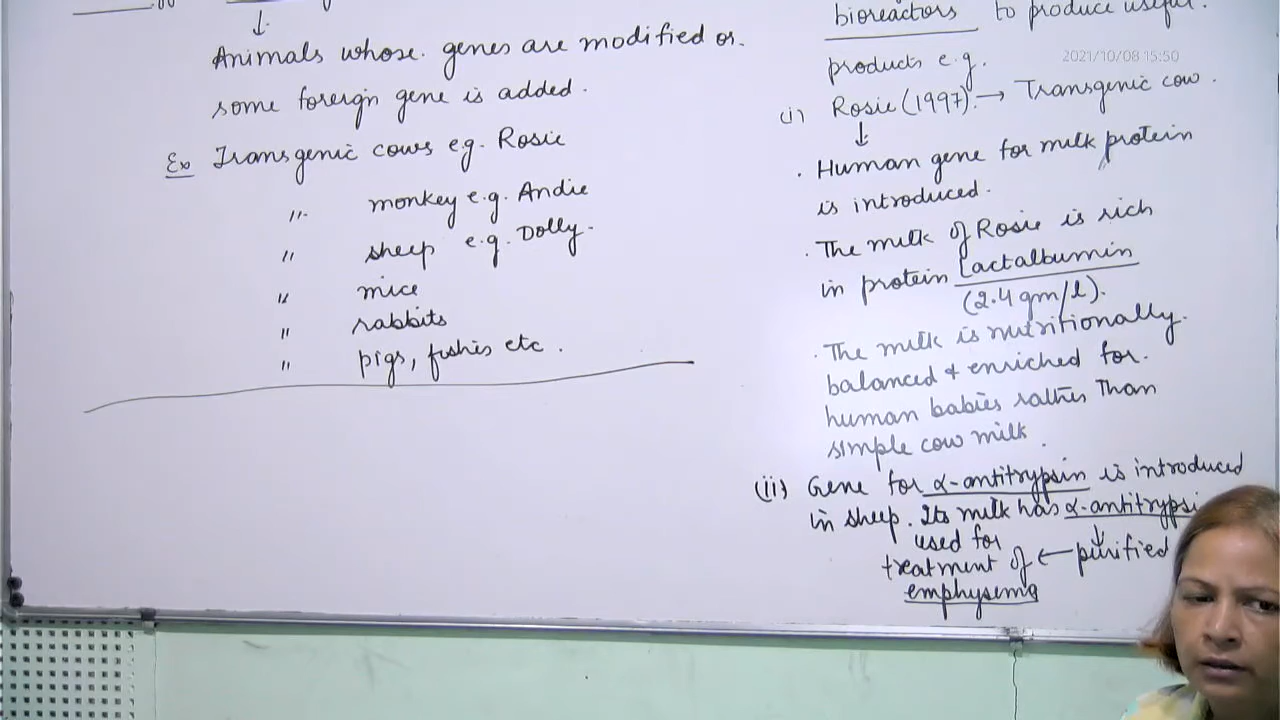 Animals whose genes are modified or
some foreign gene is added.
Ex Transgenic cows eg. Rosie
" monkey e.g. Andie
" sheep e.g. Dolly.
" mice
" rabbits
" pigs, fishes etc.
bioreactors to produce useful.
products e.g.
2021/10/08 15:50
(i) Rosie (1997) → Transgenic cow.
↓
. Human gene for milk protein
is introduced.
. The milk of Rosie is rich
in protein Lactalbumin
(2.4 gm/l).
. The milk is nutritionally.
balanced & enriched for.
human babies rather than
simple cow milk.
(ii) Gene for α-antitrypsin is introduced
in sheep. Its milk has α-antitrypsi
↓
used for
treatment of ← purified
emphysema